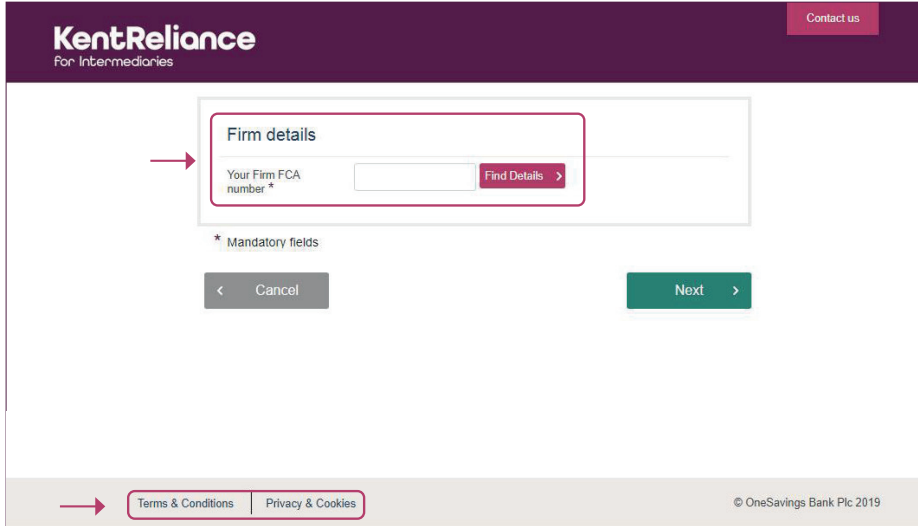 Contact us
KentReliance
For Intermediaries
Firm details
Your Firm FCA
number *
Find Details
* Mandatory fields
Cancel
Next
Terms & Conditions
Privacy & Cookies
© OneSavings Bank Plc 2019